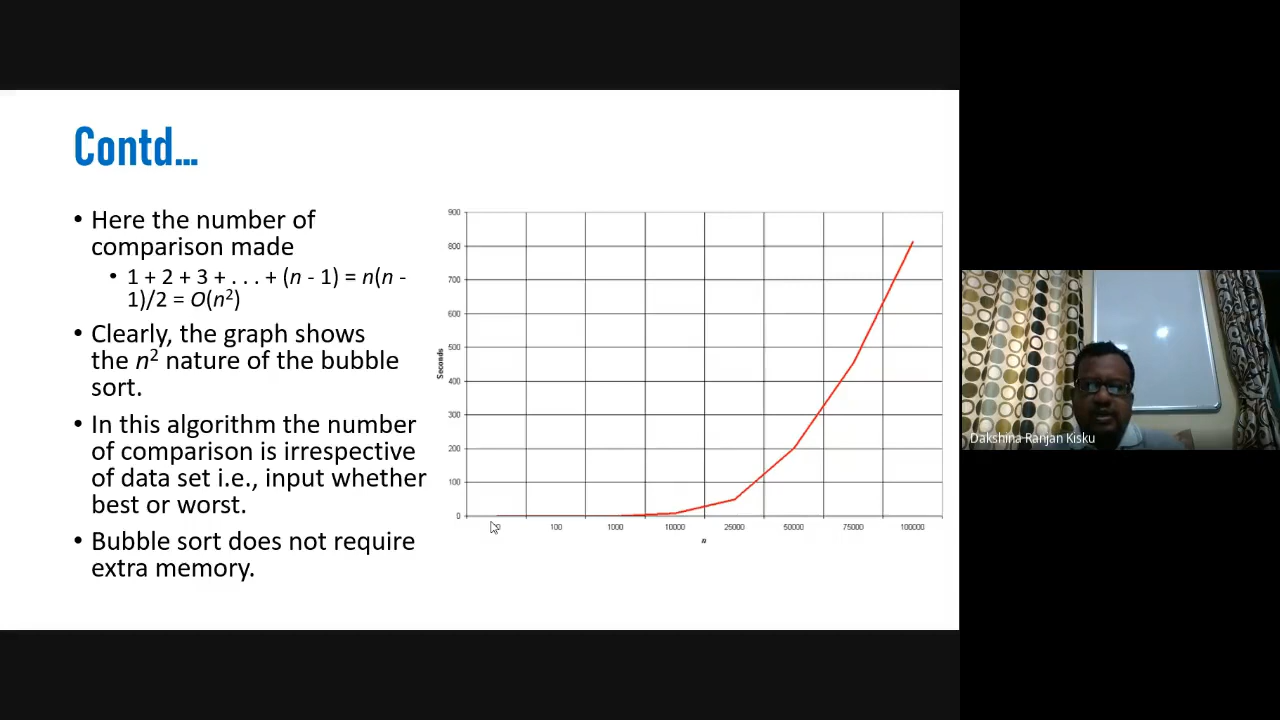 Contd...
• Here the number of
comparison made
• 1 + 2 + 3 + . . . + (n - 1) = n(n -
1)/2 = O(n²)
• Clearly, the graph shows
the n² nature of the bubble
sort.
• In this algorithm the number
of comparison is irrespective
of data set i.e., input whether
best or worst.
• Bubble sort does not require
extra memory.
900
800
700
600
500
400
300
200
100
0
Seconds
100 1000 10000 25000 50000 75000 100000
n
Dakshina Ranjan Kisku